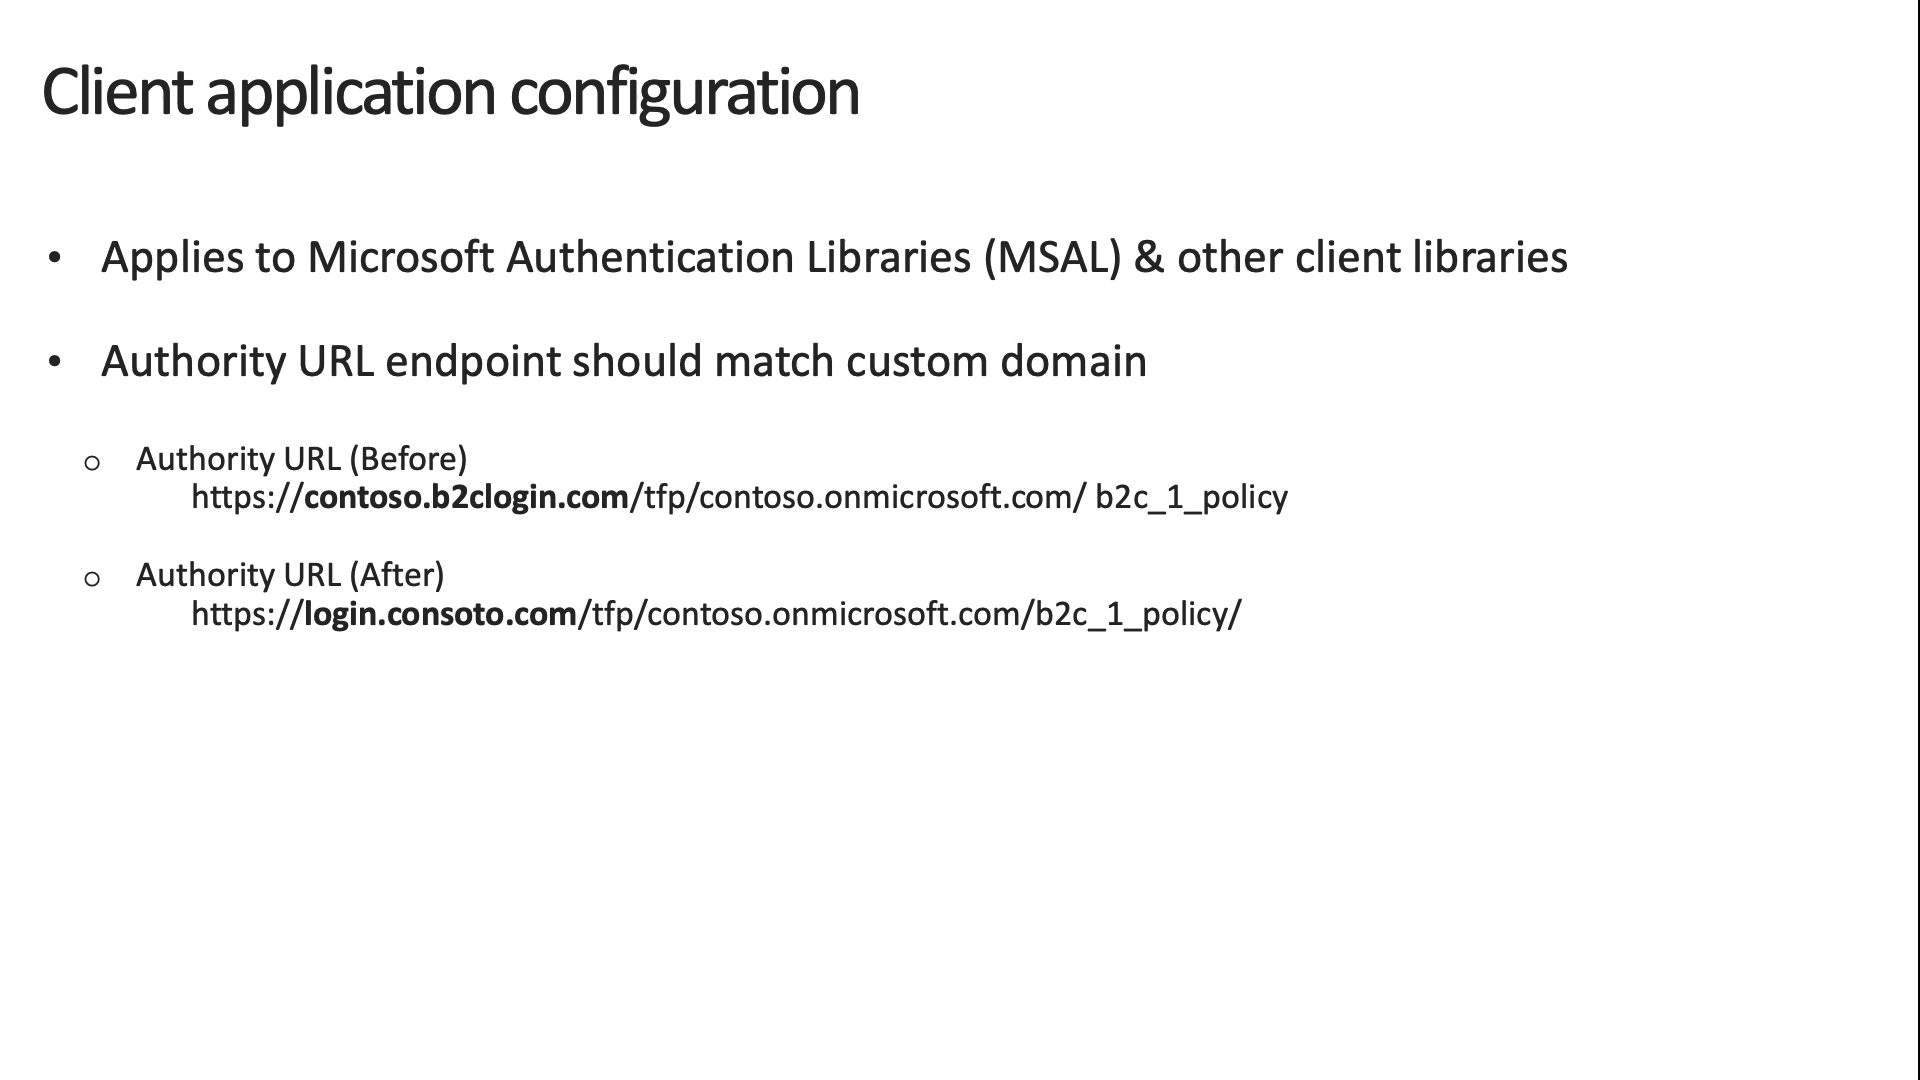 Client application configuration
• Applies to Microsoft Authentication Libraries (MSAL) & other client libraries
• Authority URL endpoint should match custom domain
o Authority URL (Before)
https://contoso.b2clogin.com/tfp/contoso.onmicrosoft.com/ b2c_1_policy
o Authority URL (After)
https://login.consoto.com/tfp/contoso.onmicrosoft.com/b2c_1_policy/